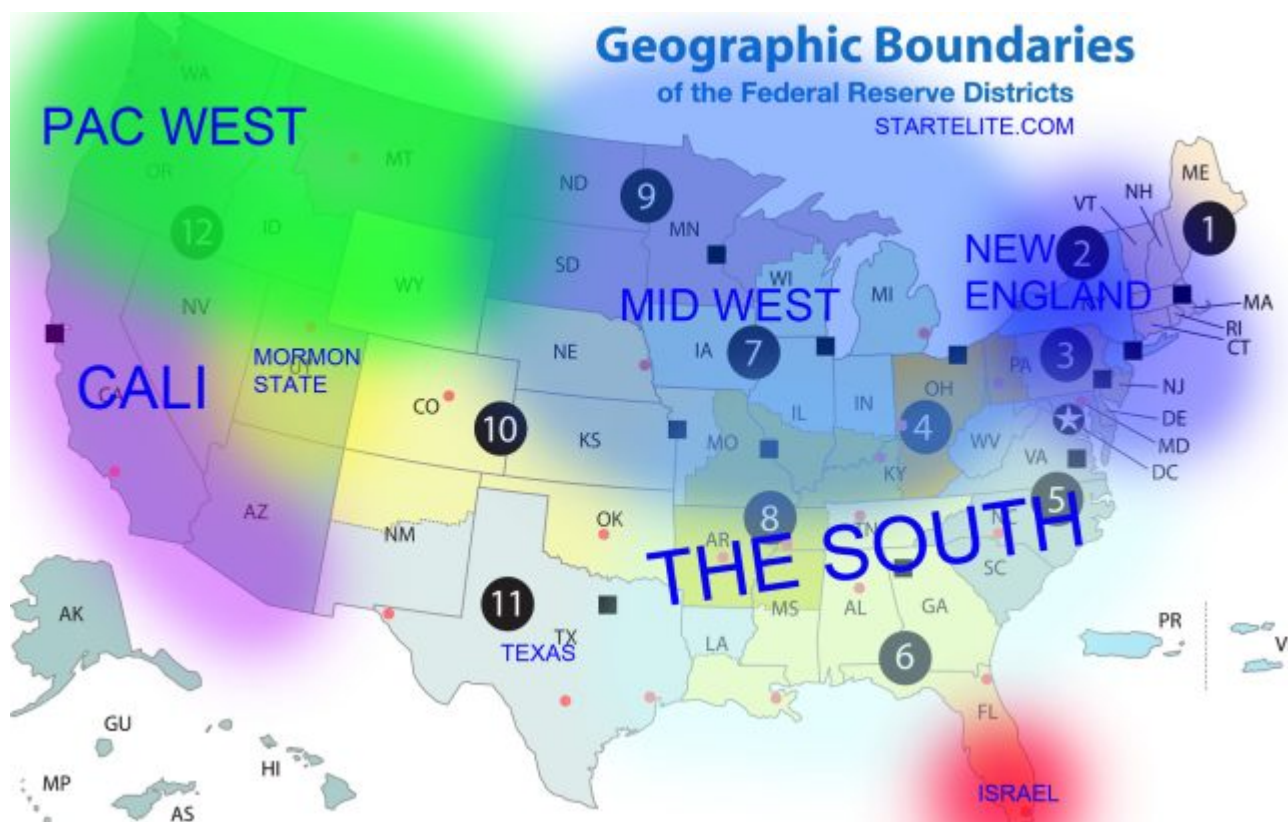 Geographic Boundaries
of the Federal Reserve Districts
STARTELITE.COM
WA
PAC WEST
OR
MT
ID
12
WY
ND
9
MN
SD
WI
MI
VT
NH
ME
1
2
NEW
ENGLAND
NY
MA
RI
CT
NV
MID WEST
7
IA
NE
3
PA
NJ
DE
MD
DC
CALI
CA
MORMON
STATE
UT
CO
10
KS
MO
IL
IN
OH
4
WV
VA
KY
5
AZ
NM
OK
AR
8
TN
NC
THE SOUTH
SC
11
TX
TEXAS
MS
AL
GA
LA
6
FL
ISRAEL
AK
GU
HI
MP
AS
PR
V